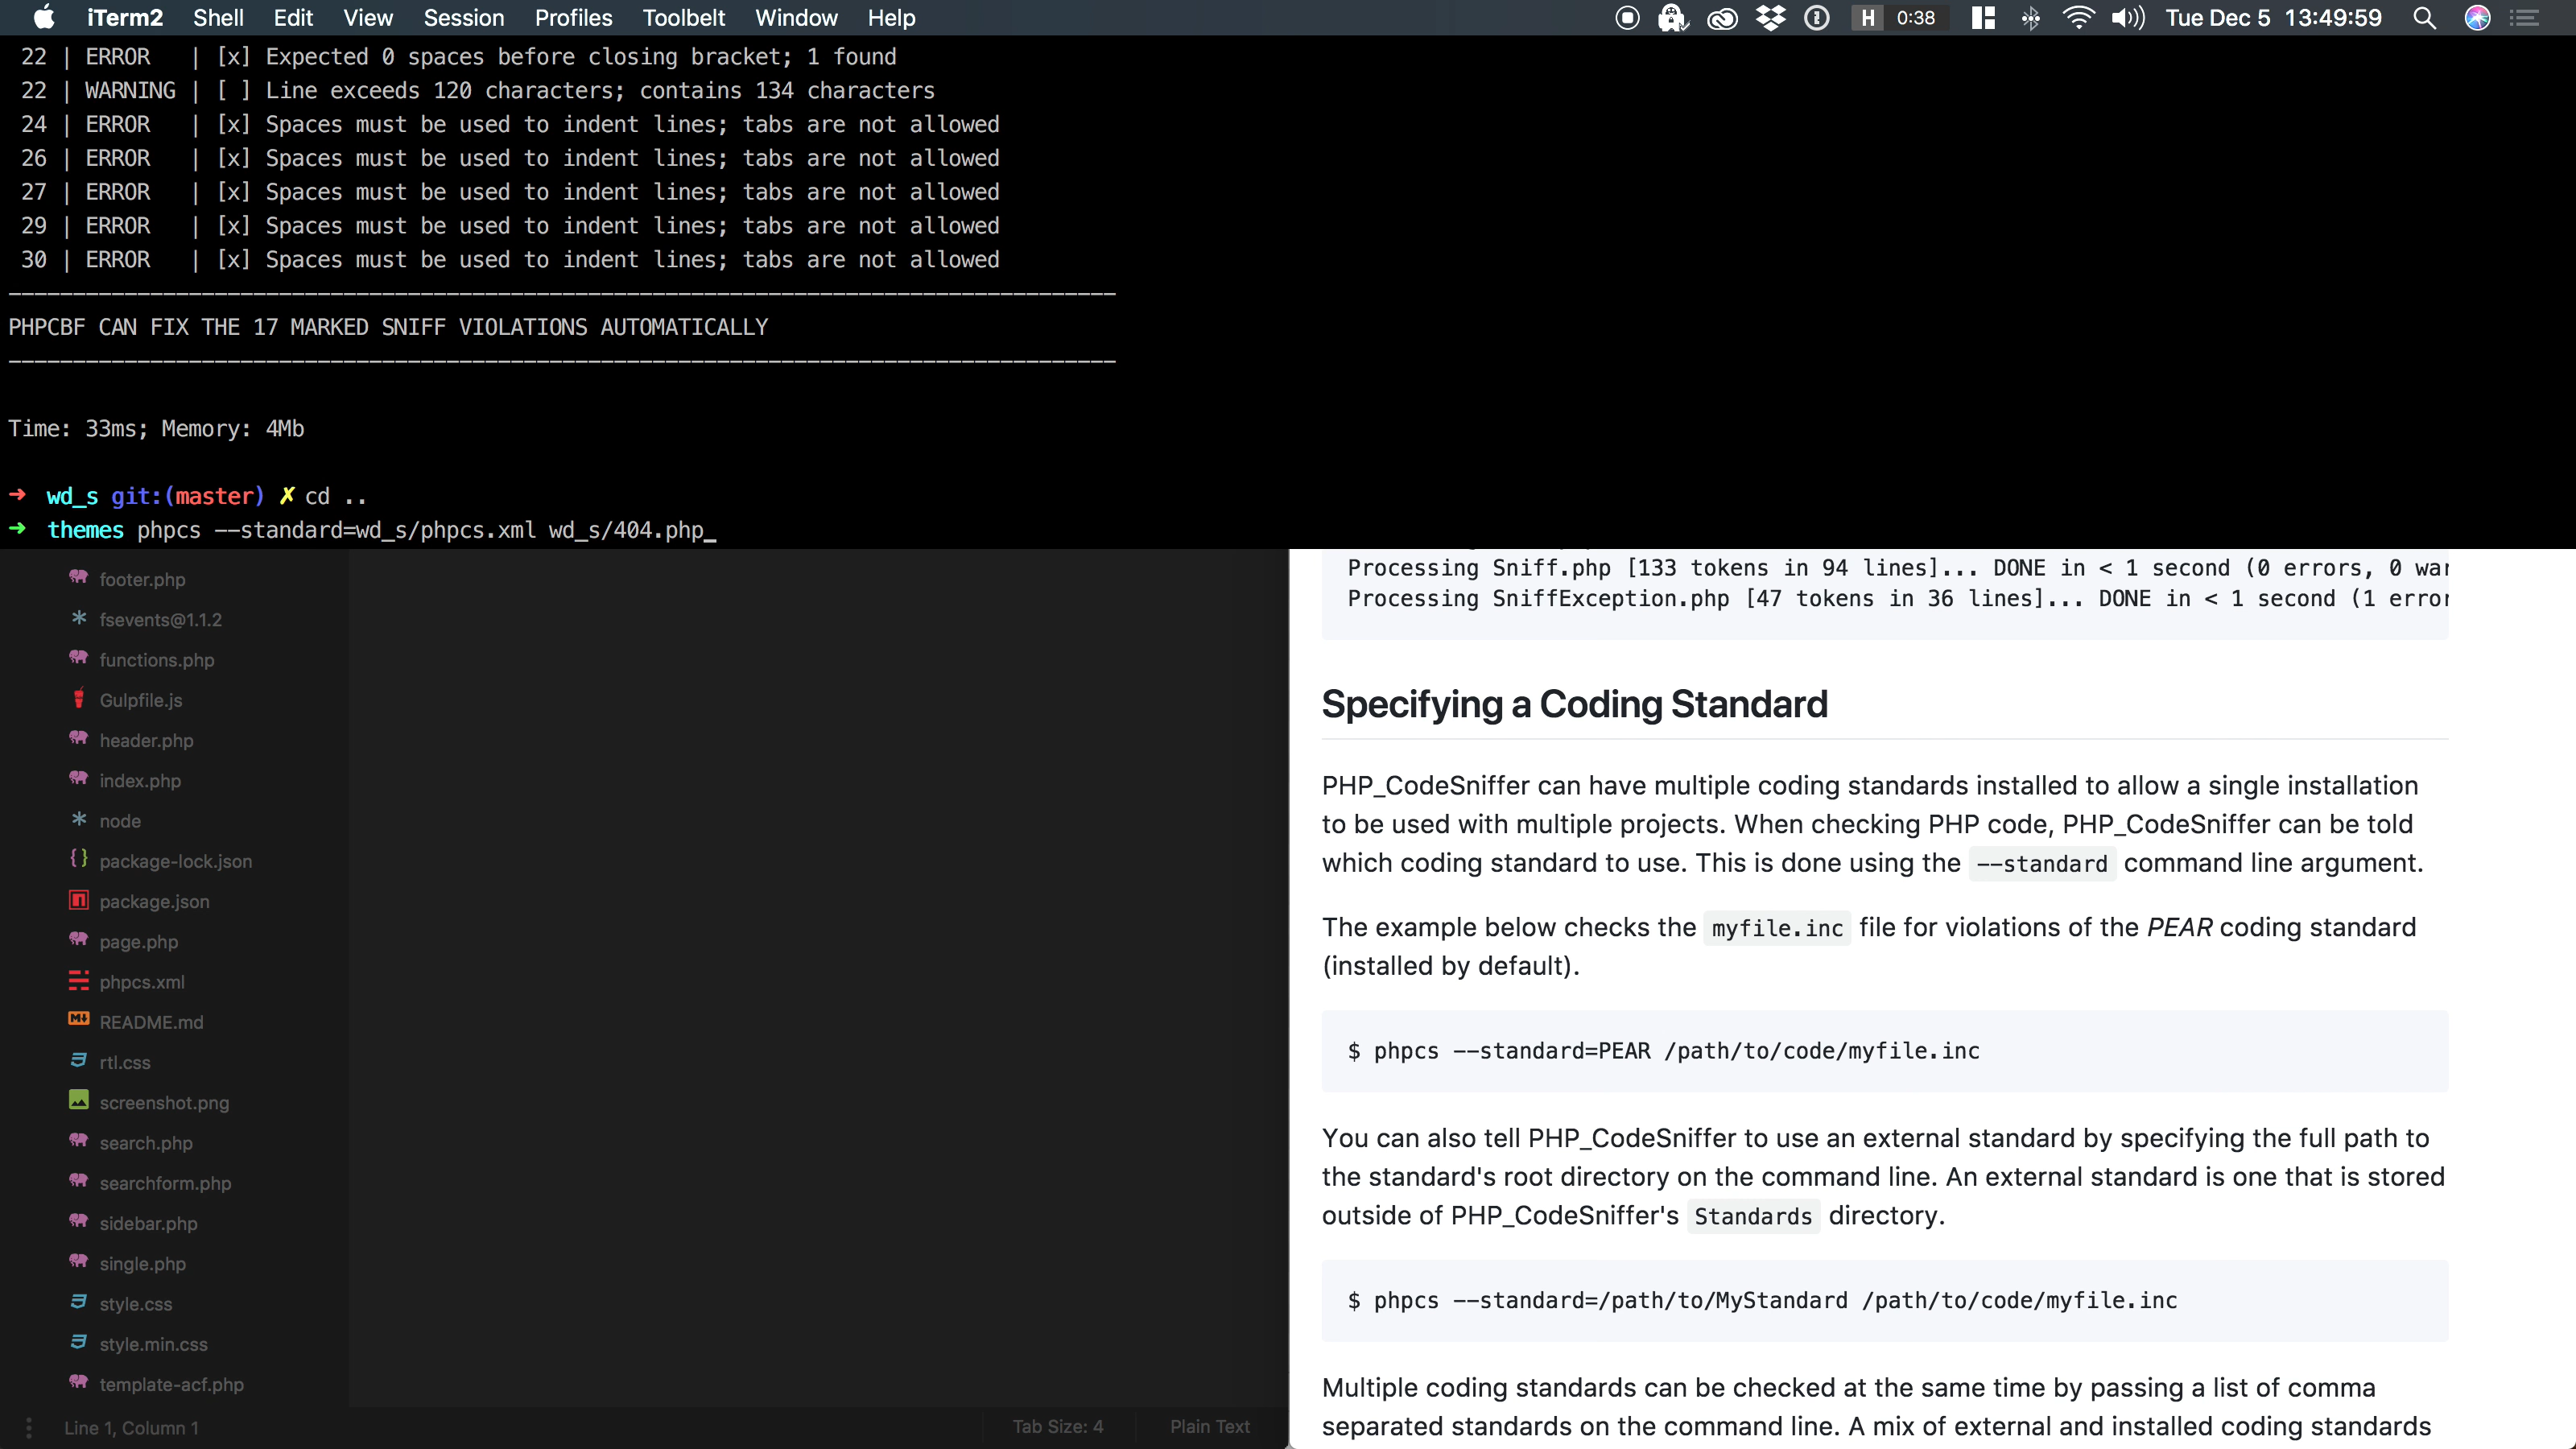 iTerm2 Shell Edit View Session Profiles Toolbelt Window Help H 0:38 Tue Dec 5 13:49:59
22 | ERROR | [x] Expected 0 spaces before closing bracket; 1 found
22 | WARNING | [ ] Line exceeds 120 characters; contains 134 characters
24 | ERROR | [x] Spaces must be used to indent lines; tabs are not allowed
26 | ERROR | [x] Spaces must be used to indent lines; tabs are not allowed
27 | ERROR | [x] Spaces must be used to indent lines; tabs are not allowed
29 | ERROR | [x] Spaces must be used to indent lines; tabs are not allowed
30 | ERROR | [x] Spaces must be used to indent lines; tabs are not allowed
PHPCBF CAN FIX THE 17 MARKED SNIFF VIOLATIONS AUTOMATICALLY
Time: 33ms; Memory: 4Mb
➜ wd_s git:(master) ✗ cd ..
➜ themes phpcs --standard=wd_s/phpcs.xml wd_s/404.php_
footer.php
fsevents@1.1.2
functions.php
Gulpfile.js
header.php
index.php
node
package-lock.json
package.json
page.php
phpcs.xml
README.md
rtl.css
screenshot.png
search.php
searchform.php
sidebar.php
single.php
style.css
style.min.css
template-acf.php
Line 1, Column 1 Tab Size: 4 Plain Text
Processing Sniff.php [133 tokens in 94 lines]... DONE in < 1 second (0 errors, 0 war
Processing SniffException.php [47 tokens in 36 lines]... DONE in < 1 second (1 error
Specifying a Coding Standard
PHP_CodeSniffer can have multiple coding standards installed to allow a single installation
to be used with multiple projects. When checking PHP code, PHP_CodeSniffer can be told
which coding standard to use. This is done using the --standard command line argument.
The example below checks the myfile.inc file for violations of the PEAR coding standard
(installed by default).
$ phpcs --standard=PEAR /path/to/code/myfile.inc
You can also tell PHP_CodeSniffer to use an external standard by specifying the full path to
the standard's root directory on the command line. An external standard is one that is stored
outside of PHP_CodeSniffer's Standards directory.
$ phpcs --standard=/path/to/MyStandard /path/to/code/myfile.inc
Multiple coding standards can be checked at the same time by passing a list of comma
separated standards on the command line. A mix of external and installed coding standards